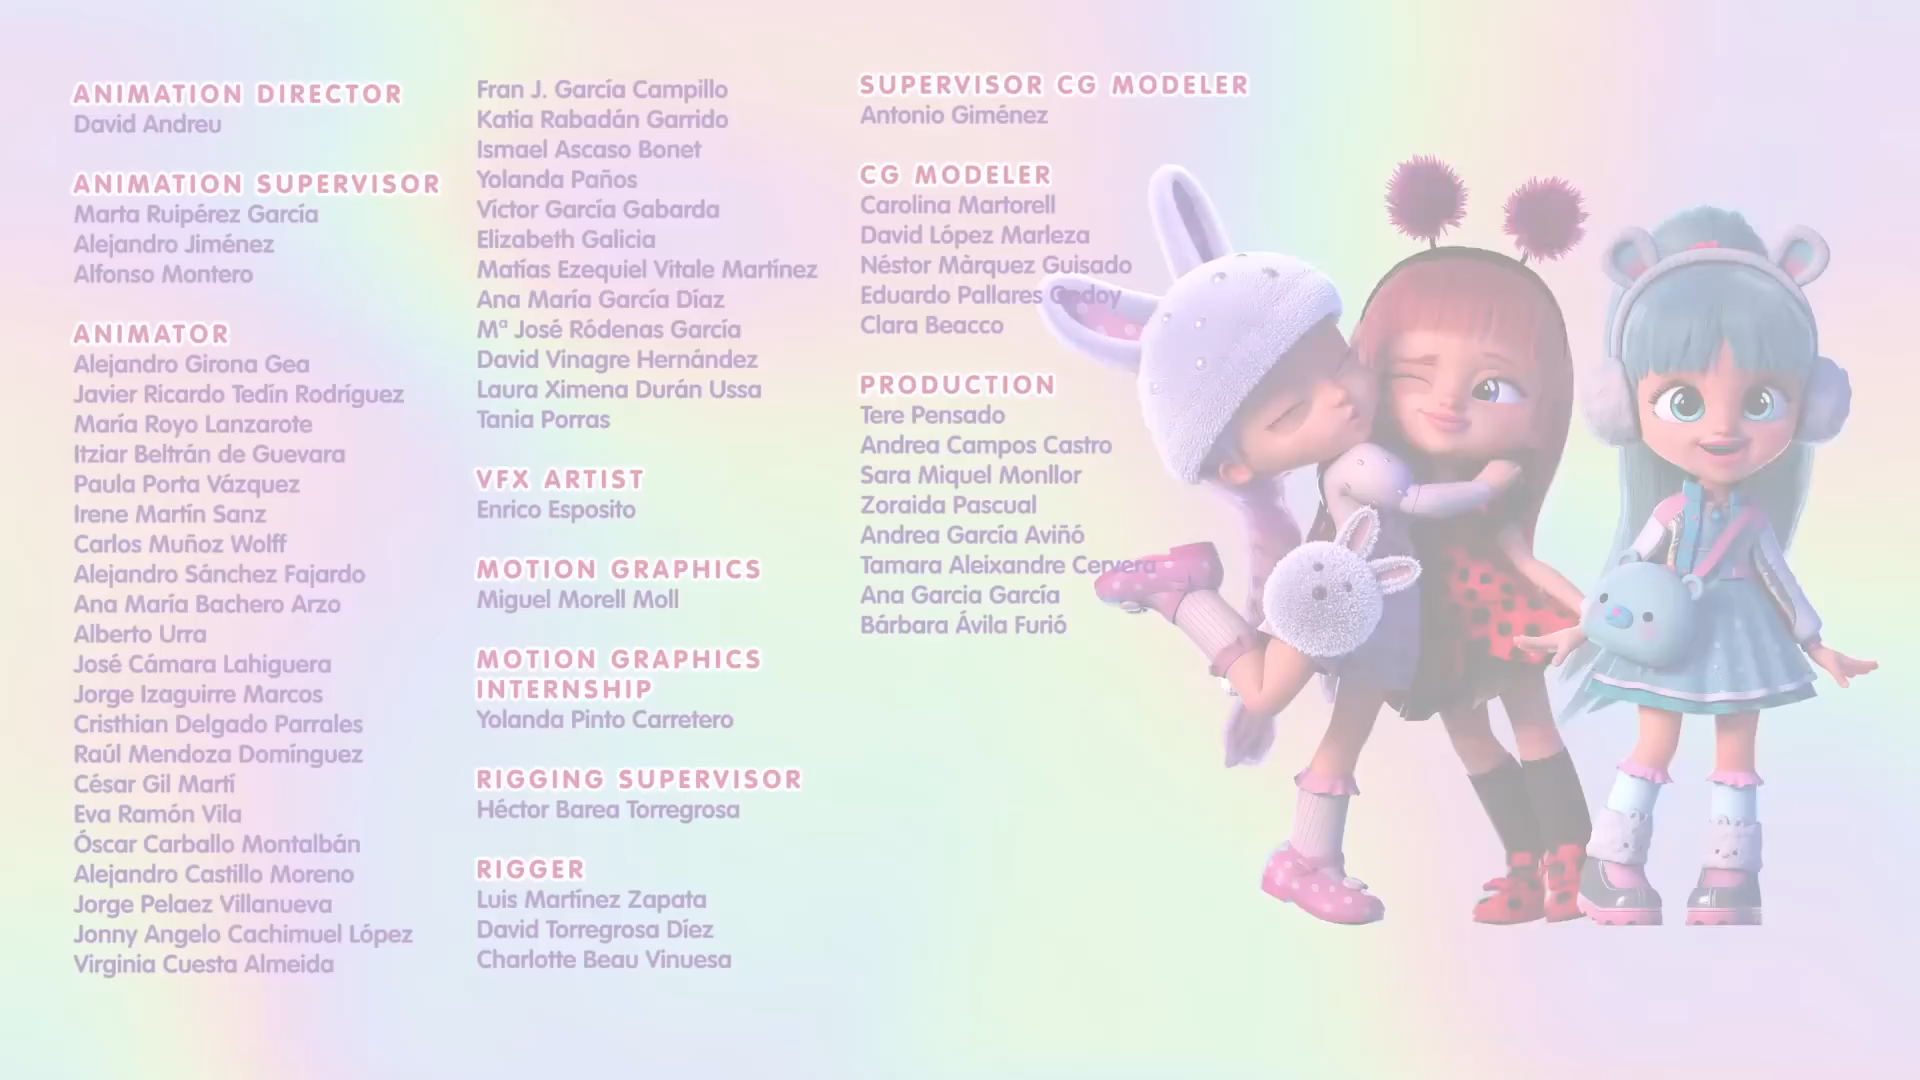 ANIMATION DIRECTOR
David Andreu
ANIMATION SUPERVISOR
Marta Ruipérez García
Alejandro Jiménez
Alfonso Montero
ANIMATOR
Alejandro Girona Gea
Javier Ricardo Tedín Rodríguez
María Royo Lanzarote
Itziar Beltrán de Guevara
Paula Porta Vázquez
Irene Martín Sanz
Carlos Muñoz Wolff
Alejandro Sánchez Fajardo
Ana María Bachero Arzo
Alberto Urra
José Cámara Lahiguera
Jorge Izaguirre Marcos
Cristhian Delgado Parrales
Raúl Mendoza Domínguez
César Gil Martí
Eva Ramón Vila
Óscar Carballo Montalbán
Alejandro Castillo Moreno
Jorge Pelaez Villanueva
Jonny Angelo Cachimuel López
Virginia Cuesta Almeida
Fran J. García Campillo
Katia Rabadán Garrido
Ismael Ascaso Bonet
Yolanda Paños
Víctor García Gabarda
Elizabeth Galicia
Matías Ezequiel Vitale Martínez
Ana María García Díaz
Mª José Ródenas García
David Vinagre Hernández
Laura Ximena Durán Ussa
Tania Porras
VFX ARTIST
Enrico Esposito
MOTION GRAPHICS
Miguel Morell Moll
MOTION GRAPHICS
INTERNSHIP
Yolanda Pinto Carretero
RIGGING SUPERVISOR
Héctor Barea Torregrosa
RIGGER
Luis Martínez Zapata
David Torregrosa Díez
Charlotte Beau Vinuesa
SUPERVISOR CG MODELER
Antonio Giménez
CG MODELER
Carolina Martorell
David López Marleza
Néstor Màrquez Guisado
Eduardo Pallares Godoy
Clara Beacco
PRODUCTION
Tere Pensado
Andrea Campos Castro
Sara Miquel Monllor
Zoraida Pascual
Andrea García Aviñó
Tamara Aleixandre Cervera
Ana Garcia García
Bárbara Ávila Furió